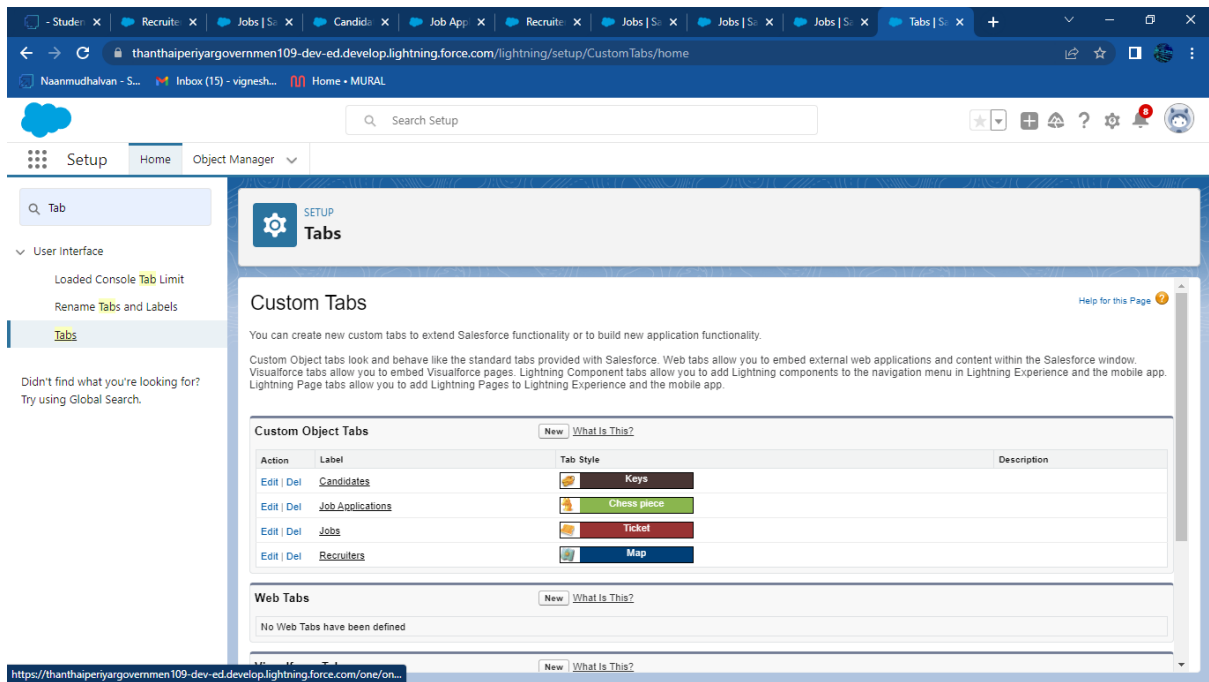 - Studen
Recruiter
Jobs | Sa
Candida
Job App
Recruiter
Jobs | Sa
Jobs | Sa
Jobs | Sa
Tabs | Sa
thanthaiperiyargovernmen109-dev-ed.develop.lightning.force.com/lightning/setup/CustomTabs/home
Naanmudhalvan - S... Inbox (15) - vignesh... Home • MURAL
Search Setup
8
Setup Home Object Manager
Tab
User Interface
Loaded Console Tab Limit
Rename Tabs and Labels
Tabs
Didn't find what you're looking for?
Try using Global Search.
SETUP
Tabs
Custom Tabs
Help for this Page ?
You can create new custom tabs to extend Salesforce functionality or to build new application functionality.
Custom Object tabs look and behave like the standard tabs provided with Salesforce. Web tabs allow you to embed external web applications and content within the Salesforce window.
Visualforce tabs allow you to embed Visualforce pages. Lightning Component tabs allow you to add Lightning components to the navigation menu in Lightning Experience and the mobile app.
Lightning Page tabs allow you to add Lightning Pages to Lightning Experience and the mobile app.
Custom Object Tabs New What Is This?
Action Label Tab Style Description
Edit | Del Candidates Keys
Edit | Del Job Applications Chess piece
Edit | Del Jobs Ticket
Edit | Del Recruiters Map
Web Tabs New What Is This?
No Web Tabs have been defined
New What Is This?
https://thanthaiperiyargovernmen109-dev-ed.develop.lightning.force.com/one/on...